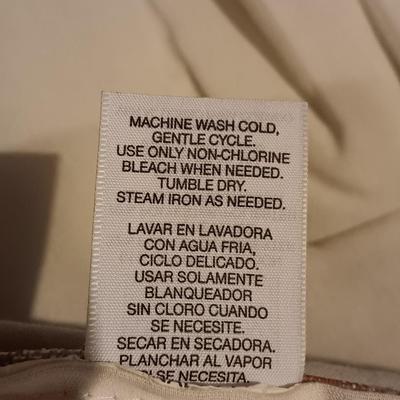 MACHINE WASH COLD,
GENTLE CYCLE.
USE ONLY NON-CHLORINE
BLEACH WHEN NEEDED.
TUMBLE DRY.
STEAM IRON AS NEEDED.
LAVAR EN LAVADORA
CON AGUA FRIA,
CICLO DELICADO.
USAR SOLAMENTE
BLANQUEADOR
SIN CLORO CUANDO
SE NECESITE.
SECAR EN SECADORA.
PLANCHAR AL VAPOR
SI SE NECESITA.